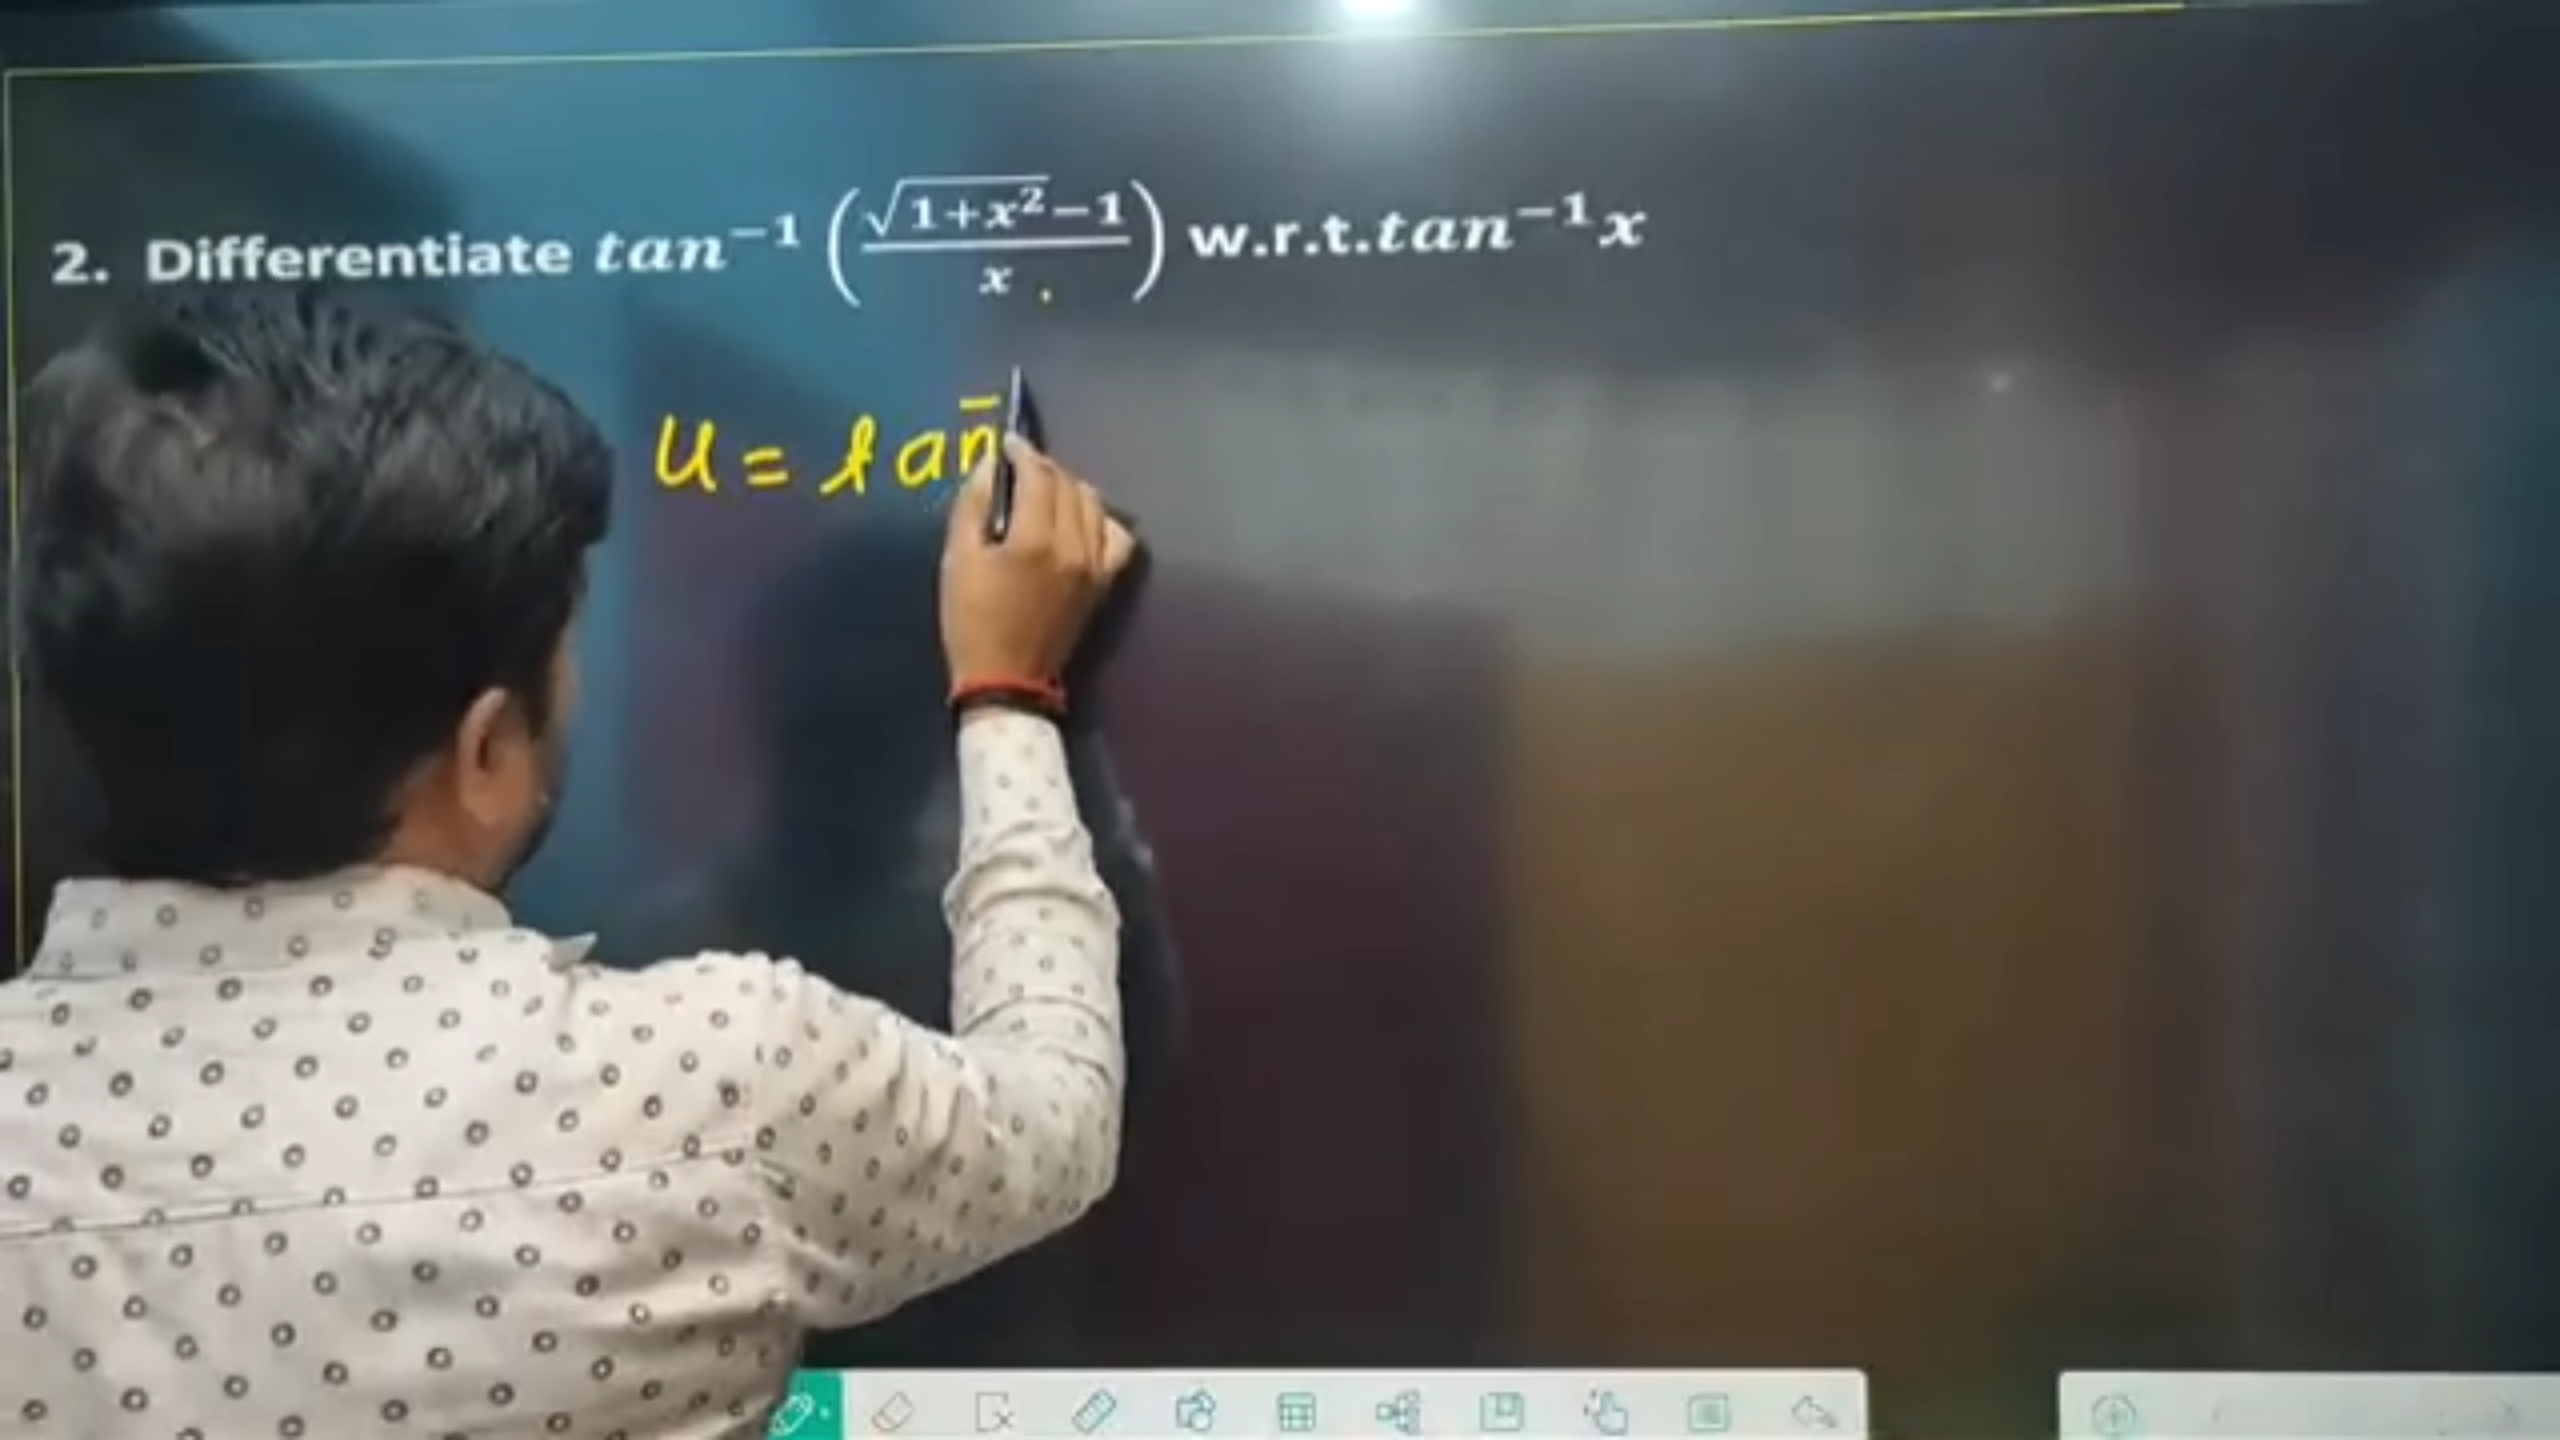 2. Differentiate tan⁻¹ (√(1+x²)−1 / x) w.r.t.tan⁻¹x
u = tan⁻